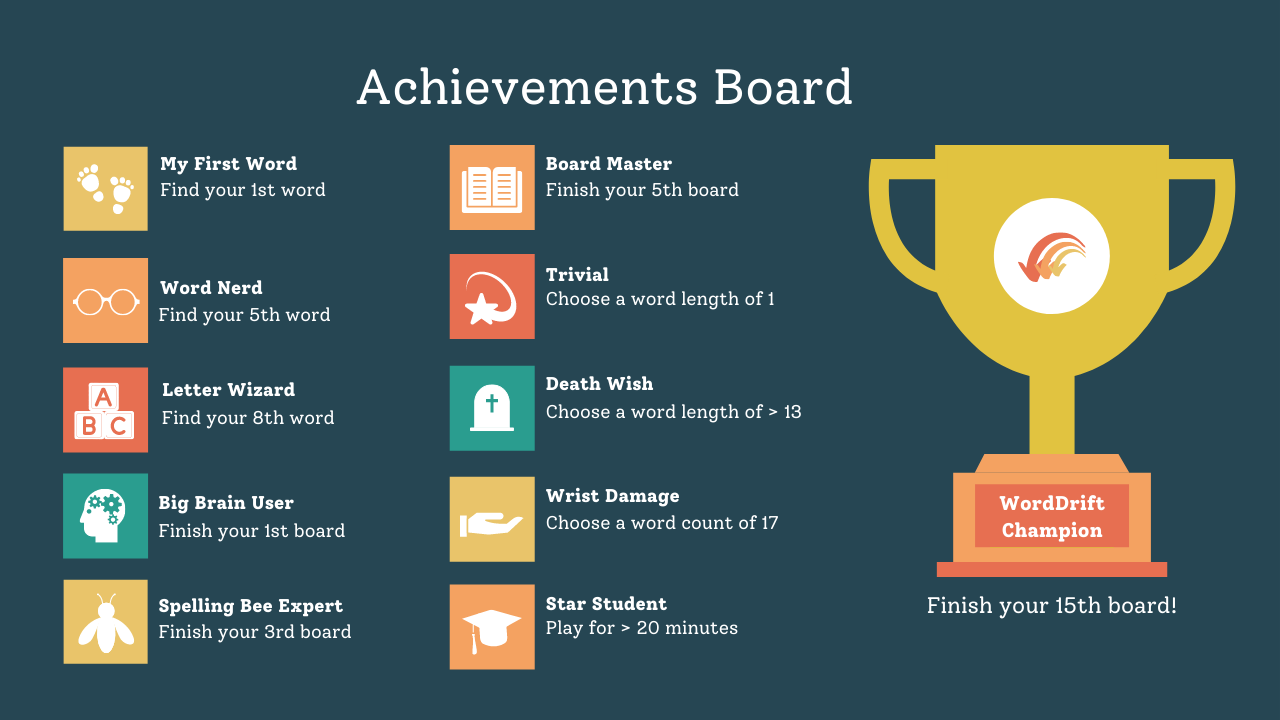 Achievements Board
My First Word
Find your 1st word
Word Nerd
Find your 5th word
A
B C
Letter Wizard
Find your 8th word
Big Brain User
Finish your 1st board
Spelling Bee Expert
Finish your 3rd board
Board Master
Finish your 5th board
Trivial
Choose a word length of 1
Death Wish
Choose a word length of > 13
Wrist Damage
Choose a word count of 17
Star Student
Play for > 20 minutes
WordDrift
Champion
Finish your 15th board!